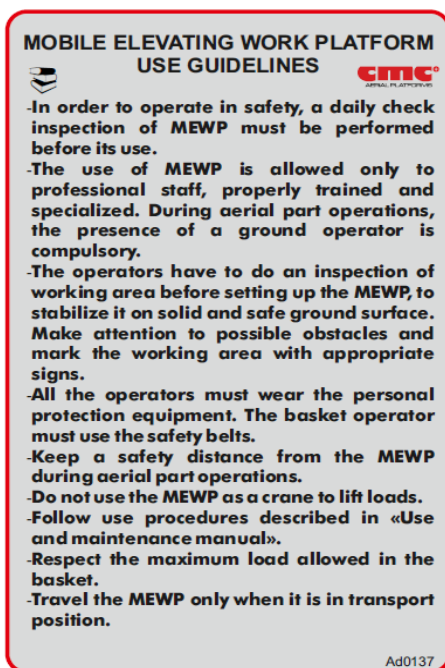 MOBILE ELEVATING WORK PLATFORM
USE GUIDELINES
cmc
AERIAL PLATFORMS
-In order to operate in safety, a daily check
inspection of MEWP must be performed
before its use.
-The use of MEWP is allowed only to
professional staff, properly trained and
specialized. During aerial part operations,
the presence of a ground operator is
compulsory.
-The operators have to do an inspection of
working area before setting up the MEWP, to
stabilize it on solid and safe ground surface.
Make attention to possible obstacles and
mark the working area with appropriate
signs.
-All the operators must wear the personal
protection equipment. The basket operator
must use the safety belts.
-Keep a safety distance from the MEWP
during aerial part operations.
-Do not use the MEWP as a crane to lift loads.
-Follow use procedures described in «Use
and maintenance manual».
-Respect the maximum load allowed in the
basket.
-Travel the MEWP only when it is in transport
position.
Ad0137